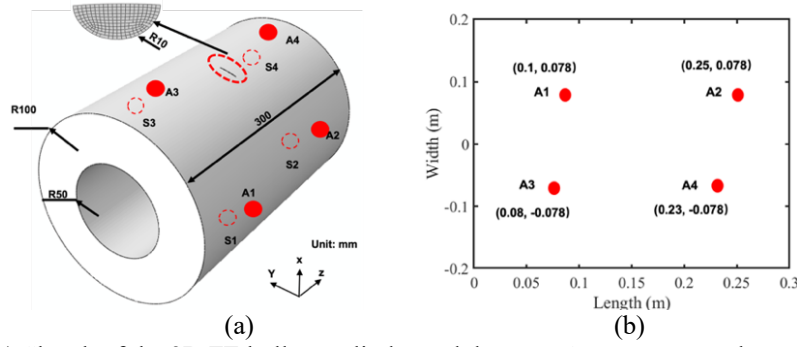 R10
A4
S4
A3
R100
S3
300
A2
S2
R50
A1
S1
Unit: mm
X
Y
Z
(a)
(b)
0.2
0.1
0
-0.1
-0.2
Width (m)
(0.1, 0.078)
(0.25, 0.078)
A1
A2
A3
A4
(0.08, -0.078)
(0.23, -0.078)
0
0.05
0.1
0.15
0.2
0.25
0.3
Length (m)
(a)
(b)